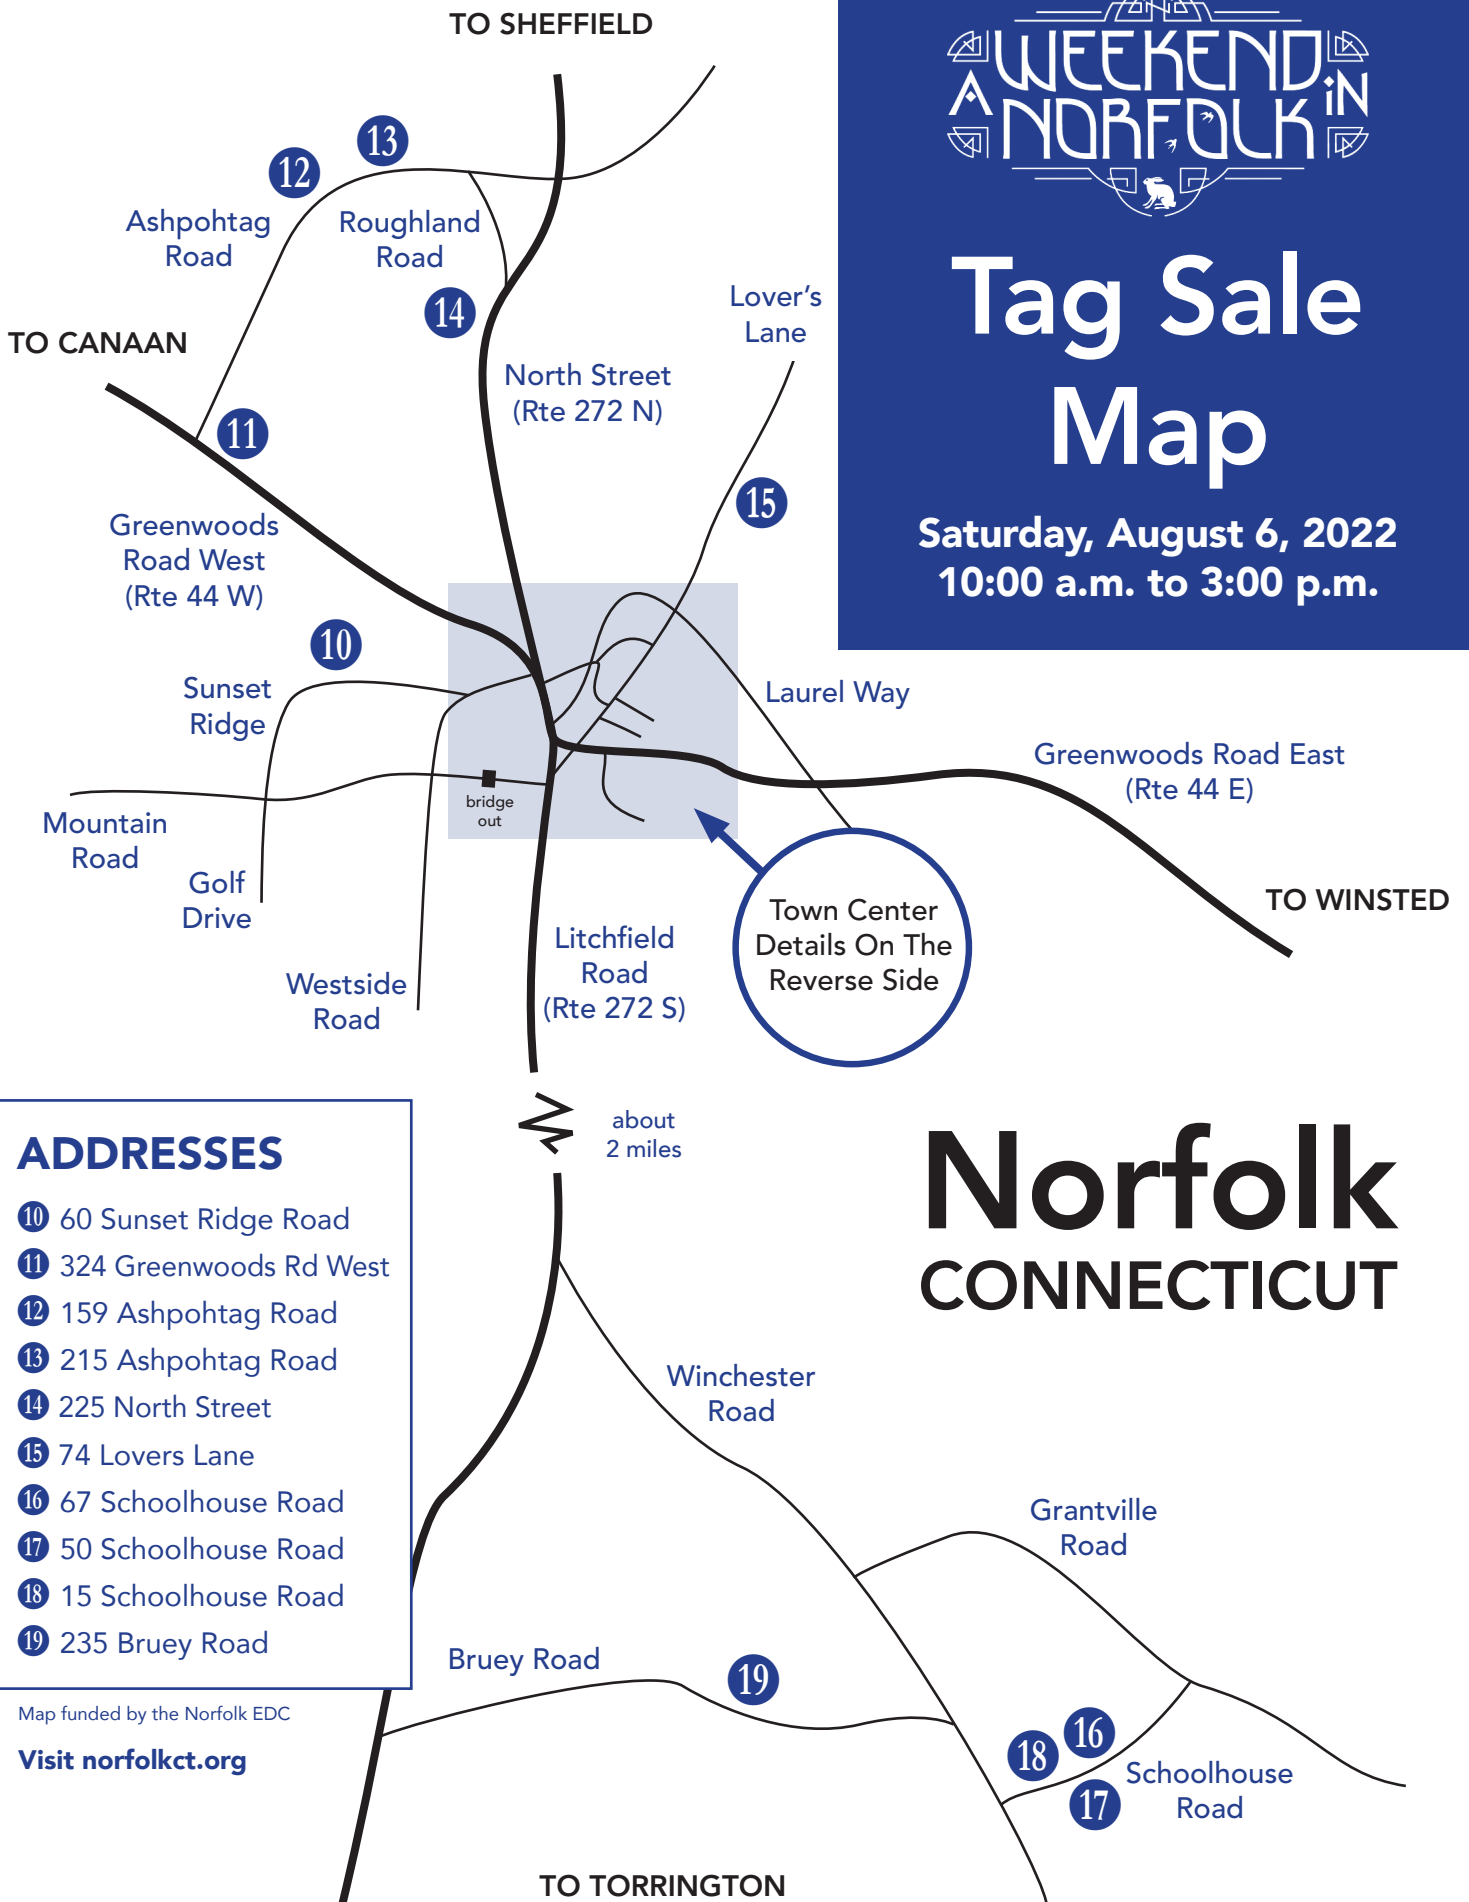 TO SHEFFIELD
A WEEKEND iN
NORFOLK
Tag Sale
Map
Saturday, August 6, 2022
10:00 a.m. to 3:00 p.m.
13
12
Ashpohtag
Road
Roughland
Road
14
Lover’s
Lane
TO CANAAN
North Street
(Rte 272 N)
11
15
Greenwoods
Road West
(Rte 44 W)
10
Sunset
Ridge
Laurel Way
Greenwoods Road East
(Rte 44 E)
bridge
out
Mountain
Road
Golf
Drive
TO WINSTED
Town Center
Details On The
Reverse Side
Litchfield
Road
(Rte 272 S)
Westside
Road
about
2 miles
Norfolk
CONNECTICUT
ADDRESSES
10 60 Sunset Ridge Road
11 324 Greenwoods Rd West
12 159 Ashpohtag Road
13 215 Ashpohtag Road
14 225 North Street
15 74 Lovers Lane
16 67 Schoolhouse Road
17 50 Schoolhouse Road
18 15 Schoolhouse Road
19 235 Bruey Road
Winchester
Road
Grantville
Road
Bruey Road
19
16
18
17
Schoolhouse
Road
Map funded by the Norfolk EDC
Visit norfolkct.org
TO TORRINGTON